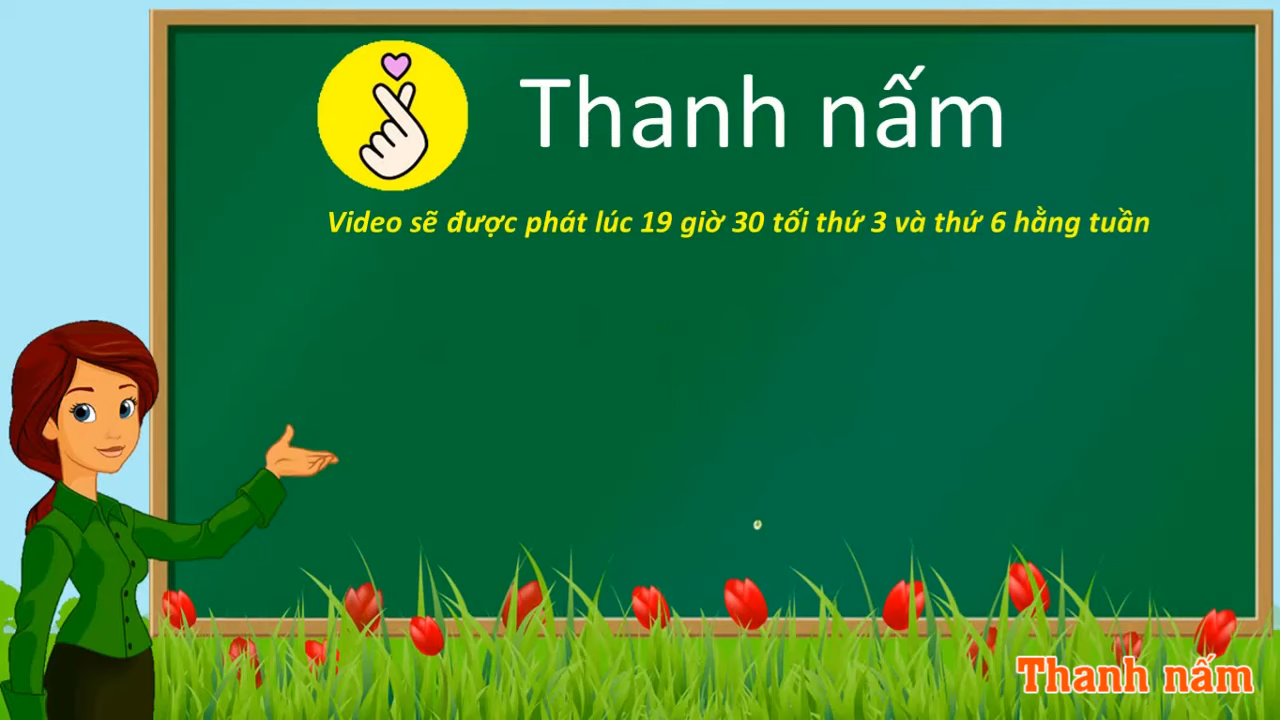 Thanh nấm
Video sẽ được phát lúc 19 giờ 30 tối thứ 3 và thứ 6 hằng tuần
Thanh nấm